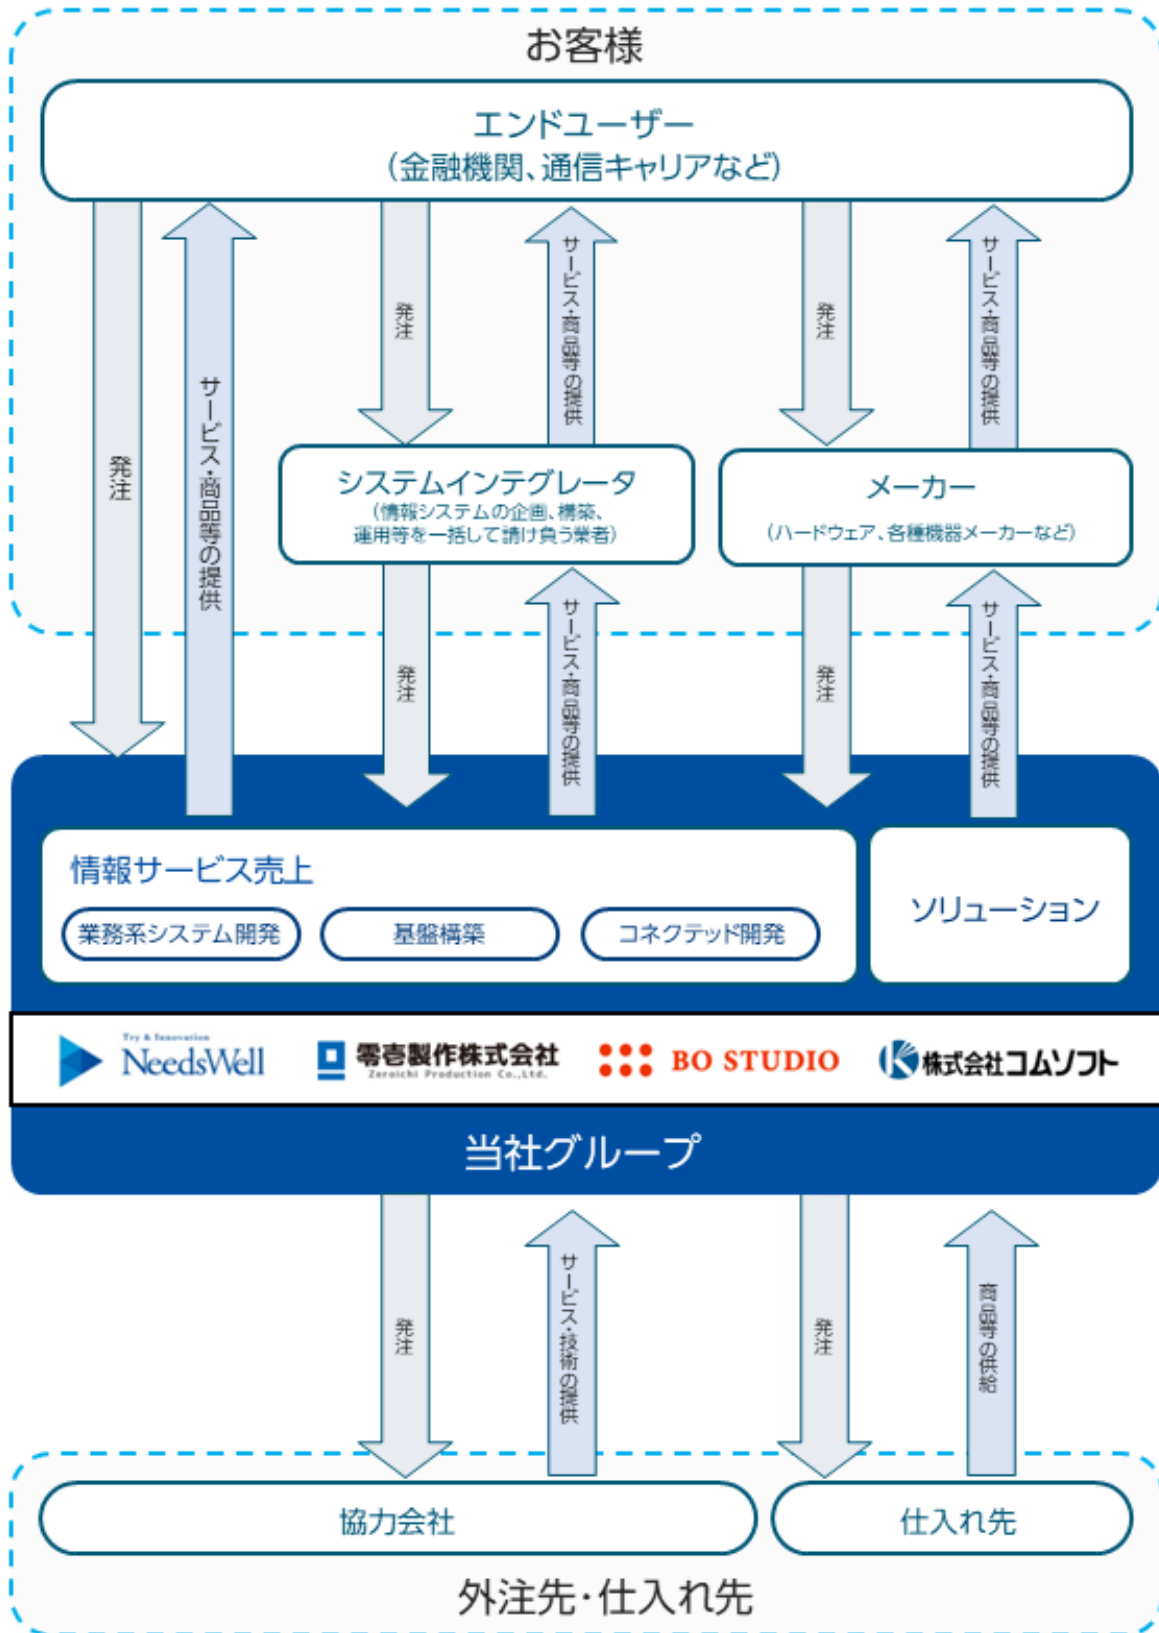 お客様
エンドユーザー
（金融機関、通信キャリアなど）
発注
サービス・商品等の提供
発注
サービス・商品等の提供
発注
サービス・商品等の提供
システムインテグレータ
（情報システムの企画、構築、
運用等を一括して請け負う業者）
メーカー
（ハードウェア、各種機器メーカーなど）
発注
サービス・商品等の提供
発注
サービス・商品等の提供
情報サービス売上
業務系システム開発
基盤構築
コネクテッド開発
ソリューション
Try & Innovation
NeedsWell
零壱製作株式会社
Zeroichi Production Co.,Ltd.
BO STUDIO
株式会社コムソフト
当社グループ
発注
サービス・技術の提供
発注
商品等の供給
協力会社
仕入れ先
外注先・仕入れ先